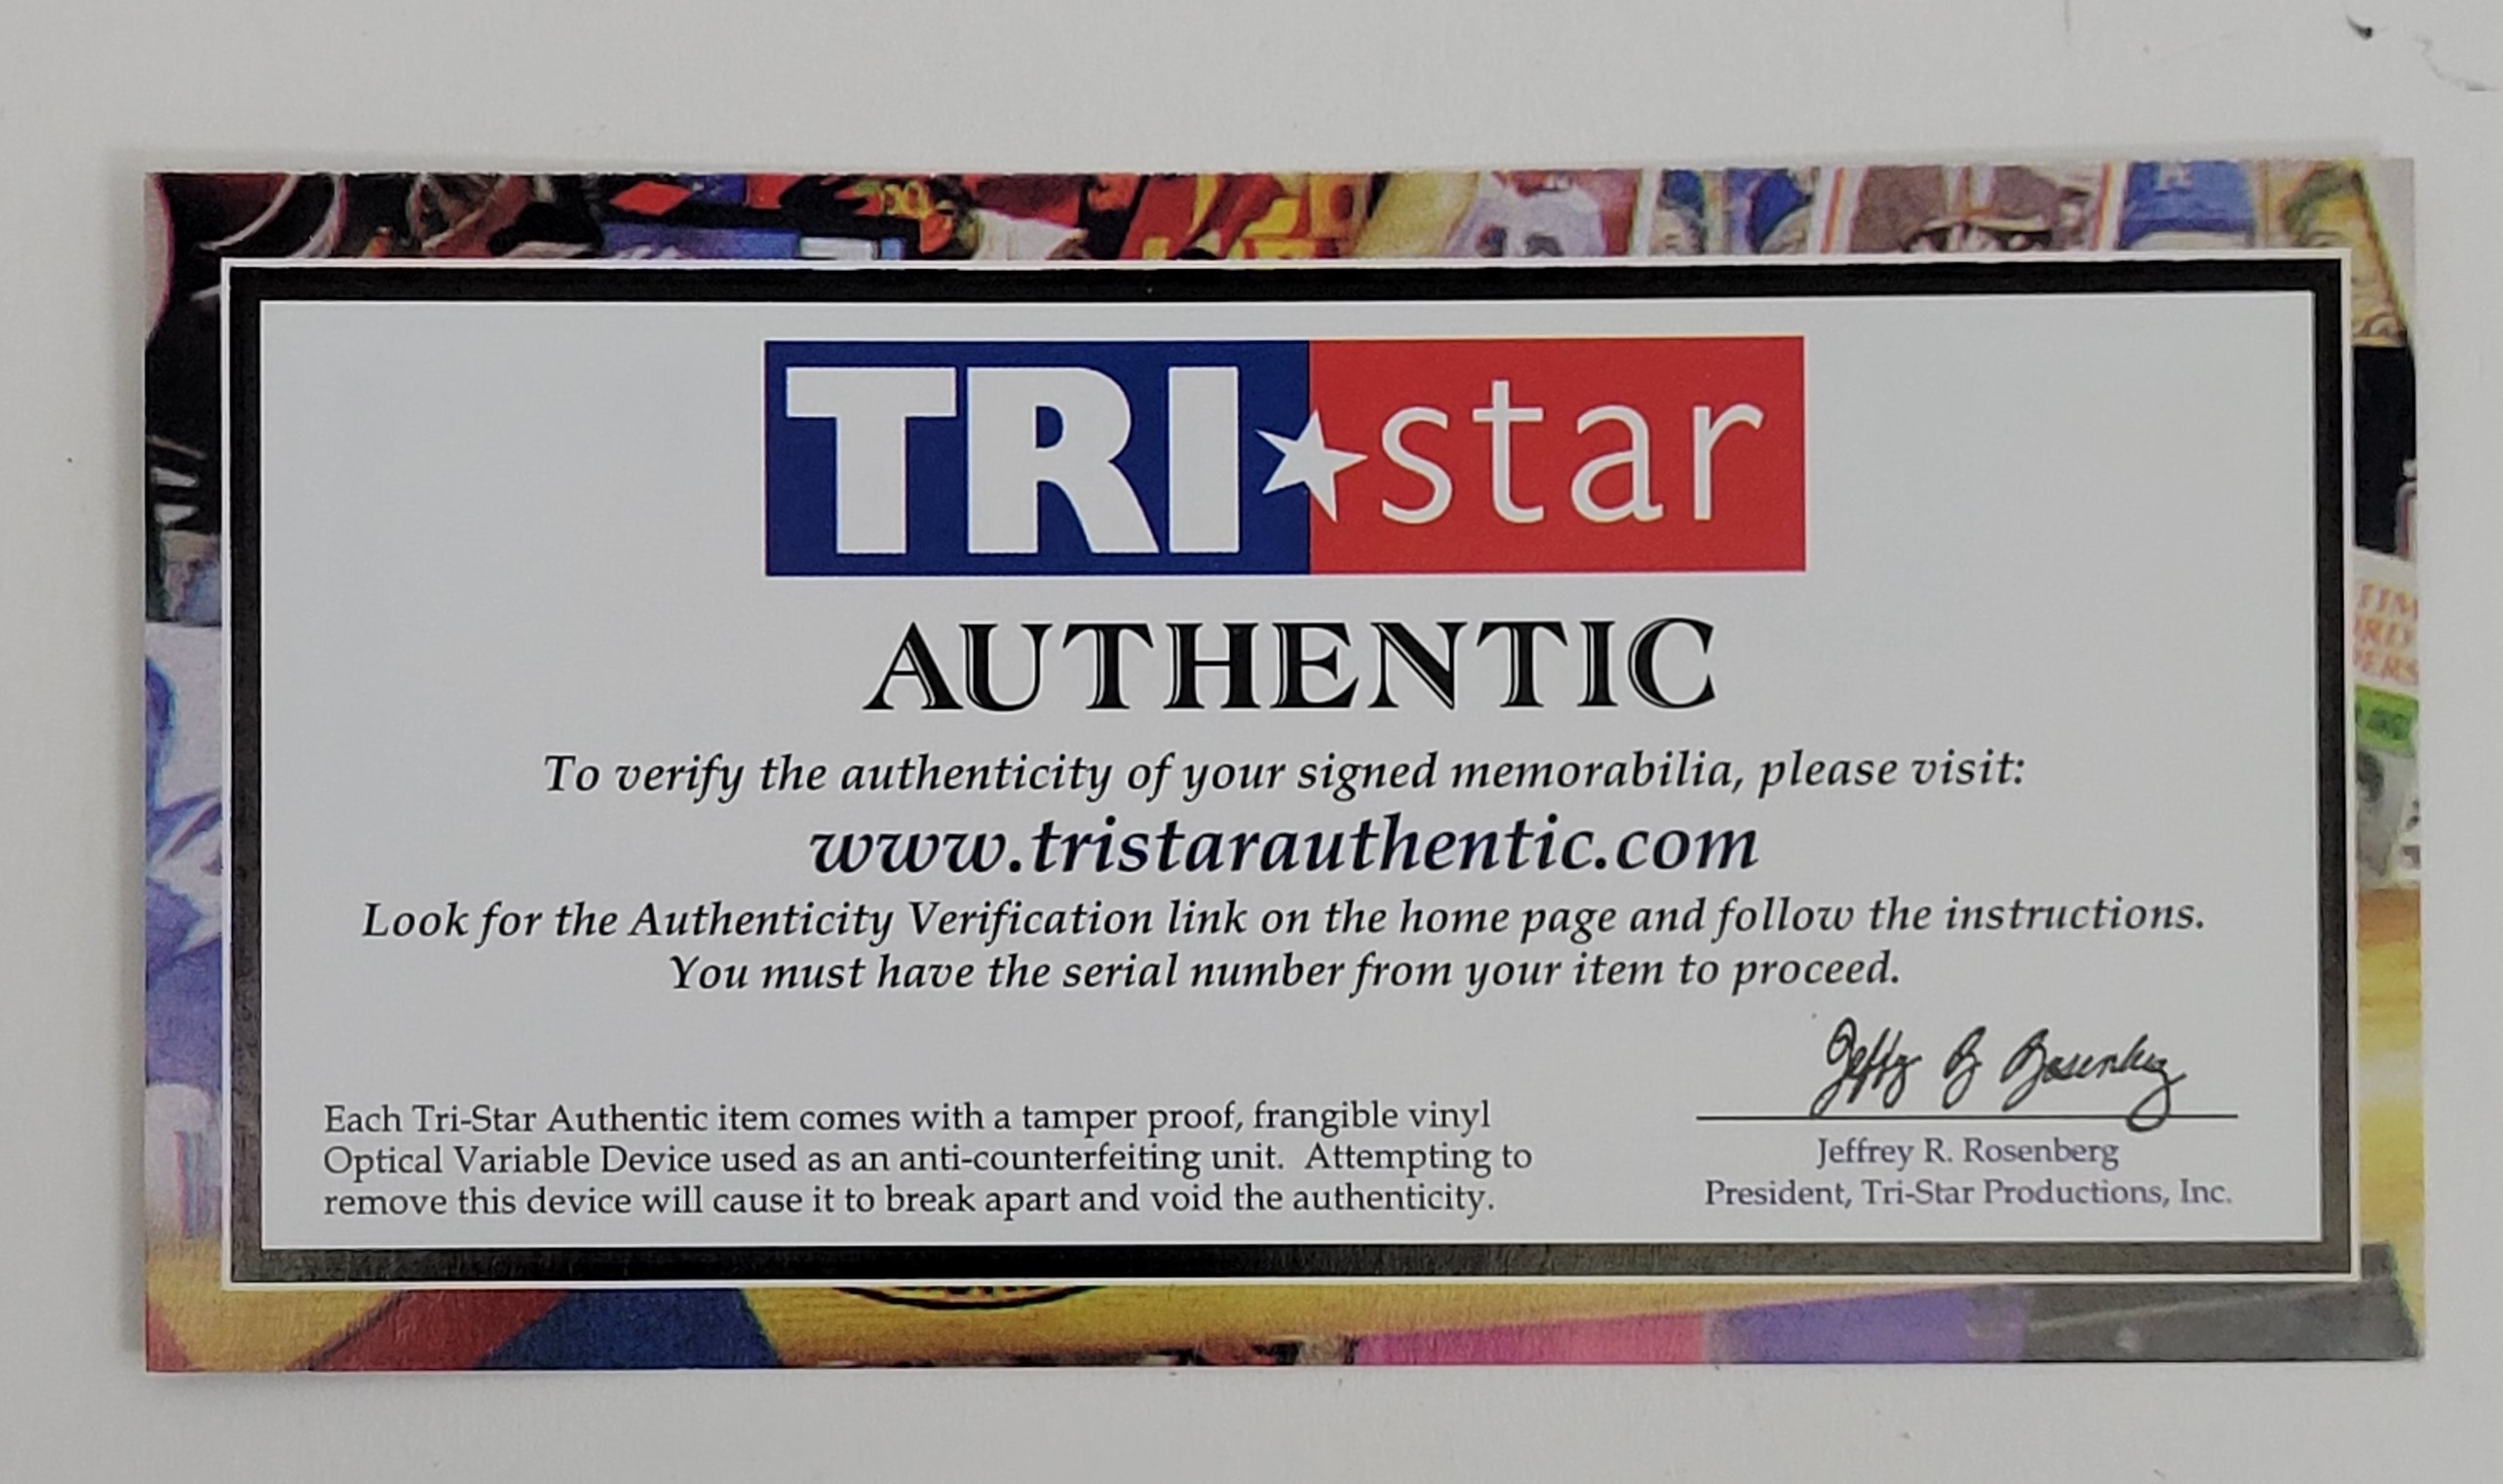 TRI★star
AUTHENTIC
To verify the authenticity of your signed memorabilia, please visit:
www.tristarauthentic.com
Look for the Authenticity Verification link on the home page and follow the instructions.
You must have the serial number from your item to proceed.
Each Tri-Star Authentic item comes with a tamper proof, frangible vinyl
Optical Variable Device used as an anti-counterfeiting unit. Attempting to
remove this device will cause it to break apart and void the authenticity.
Jeffrey R. Rosenberg
President, Tri-Star Productions, Inc.